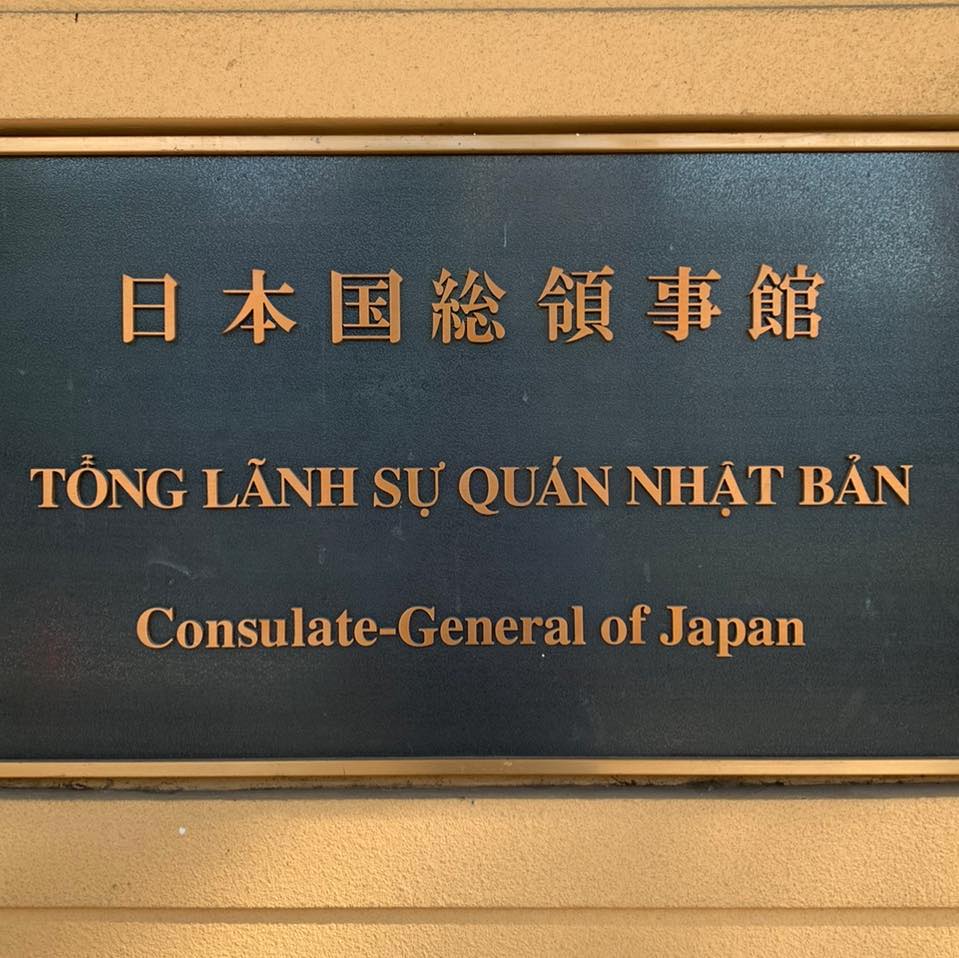 日本国総領事館
TỔNG LÃNH SỰ QUÁN NHẬT BẢN
Consulate-General of Japan